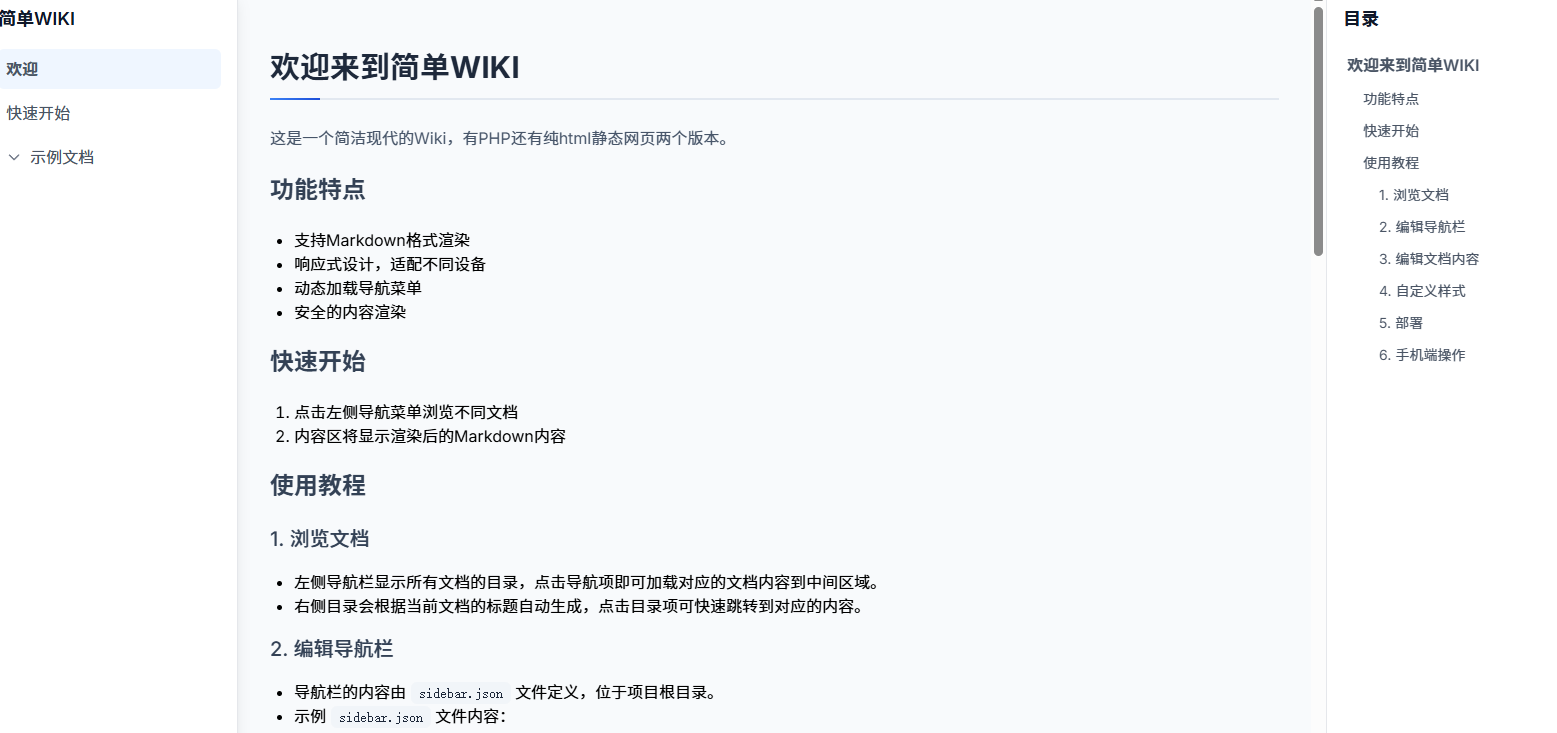 简单WIKI
欢迎
快速开始
示例文档
欢迎来到简单WIKI
这是一个简洁现代的Wiki，有PHP还有纯html静态网页两个版本。
功能特点
支持Markdown格式渲染
响应式设计，适配不同设备
动态加载导航菜单
安全的内容渲染
快速开始
1. 点击左侧导航菜单浏览不同文档
2. 内容区将显示渲染后的Markdown内容
使用教程
1. 浏览文档
左侧导航栏显示所有文档的目录，点击导航项即可加载对应的文档内容到中间区域。
右侧目录会根据当前文档的标题自动生成，点击目录项可快速跳转到对应的内容。
2. 编辑导航栏
导航栏的内容由 sidebar.json 文件定义，位于项目根目录。
示例 sidebar.json 文件内容：
目录
欢迎来到简单WIKI
功能特点
快速开始
使用教程
1. 浏览文档
2. 编辑导航栏
3. 编辑文档内容
4. 自定义样式
5. 部署
6. 手机端操作